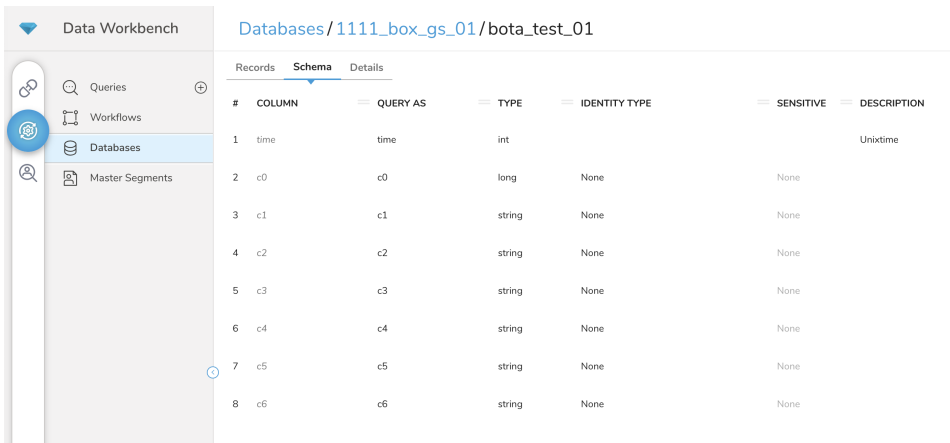 Data Workbench
Databases / 1111_box_gs_01 / bota_test_01
Queries
Workflows
Databases
Master Segments
Records Schema Details
# COLUMN QUERY AS TYPE IDENTITY TYPE SENSITIVE DESCRIPTION
1 time time int Unixtime
2 c0 c0 long None None
3 c1 c1 string None None
4 c2 c2 string None None
5 c3 c3 string None None
6 c4 c4 string None None
7 c5 c5 string None None
8 c6 c6 string None None